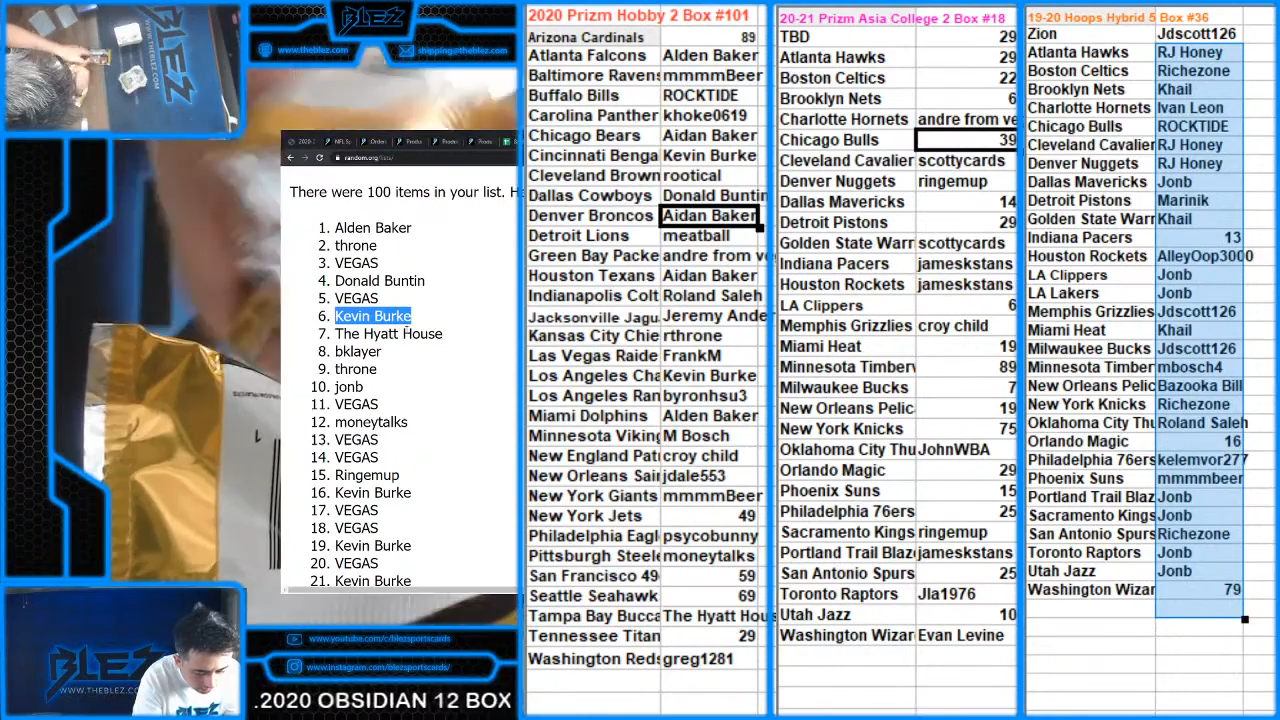 BLEZ
www.theblez.com
shipping@theblez.com
random.org/lists/
There were 100 items in your list. He
1. Alden Baker
2. throne
3. VEGAS
4. Donald Buntin
5. VEGAS
6. Kevin Burke
7. The Hyatt House
8. bklayer
9. throne
10. jonb
11. VEGAS
12. moneytalks
13. VEGAS
14. VEGAS
15. Ringemup
16. Kevin Burke
17. VEGAS
18. VEGAS
19. Kevin Burke
20. VEGAS
21. Kevin Burke
BLEZ
WWW.THEBLEZ.COM
www.youtube.com/c/blezsportscards
www.instagram.com/blezsportscards/
.2020 OBSIDIAN 12 BOX
2020 Prizm Hobby 2 Box #101
Arizona Cardinals 89
Atlanta Falcons Alden Baker
Baltimore Ravens mmmmBeer
Buffalo Bills ROCKTIDE
Carolina Panther khoke0619
Chicago Bears Aidan Baker
Cincinnati Benga Kevin Burke
Cleveland Brown rootical
Dallas Cowboys Donald Buntin
Denver Broncos Aidan Baker
Detroit Lions meatball
Green Bay Packe andre from ve
Houston Texans Aidan Baker
Indianapolis Colt Roland Saleh
Jacksonville Jagu Jeremy Ande
Kansas City Chie rthrone
Las Vegas Raide FrankM
Los Angeles Cha Kevin Burke
Los Angeles Ran byronhsu3
Miami Dolphins Alden Baker
Minnesota Viking M Bosch
New England Pat croy child
New Orleans Sai jdale553
New York Giants mmmmBeer
New York Jets 49
Philadelphia Eagl psycobunny
Pittsburgh Steele moneytalks
San Francisco 49 59
Seattle Seahawk 69
Tampa Bay Bucca The Hyatt Hous
Tennessee Titan 29
Washington Reds greg1281
20-21 Prizm Asia College 2 Box #18
TBD 29
Atlanta Hawks 29
Boston Celtics 22
Brooklyn Nets 6
Charlotte Hornets andre from ve
Chicago Bulls 39
Cleveland Cavalier scottycards
Denver Nuggets ringemup
Dallas Mavericks 14
Detroit Pistons 29
Golden State Warr scottycards
Indiana Pacers jameskstans
Houston Rockets jameskstans
LA Clippers 6
Memphis Grizzlies croy child
Miami Heat 19
Minnesota Timberv 89
Milwaukee Bucks 7
New Orleans Pelic 19
New York Knicks 75
Oklahoma City Thu JohnWBA
Orlando Magic 29
Phoenix Suns 15
Philadelphia 76ers 25
Sacramento Kings ringemup
Portland Trail Blaz jameskstans
San Antonio Spurs 25
Toronto Raptors Jla1976
Utah Jazz 10
Washington Wizar Evan Levine
19-20 Hoops Hybrid 5 Box #36
Zion Jdscott126
Atlanta Hawks RJ Honey
Boston Celtics Richezone
Brooklyn Nets Khail
Charlotte Hornets Ivan Leon
Chicago Bulls ROCKTIDE
Cleveland Cavalier RJ Honey
Denver Nuggets RJ Honey
Dallas Mavericks Jonb
Detroit Pistons Marinik
Golden State Warr Khail
Indiana Pacers 13
Houston Rockets AlleyOop3000
LA Clippers Jonb
LA Lakers Jonb
Memphis Grizzlies Jdscott126
Miami Heat Khail
Milwaukee Bucks Jdscott126
Minnesota Timber mbosch4
New Orleans Pelic Bazooka Bill
New York Knicks Richezone
Oklahoma City Thu Roland Saleh
Orlando Magic 16
Philadelphia 76ers kelemvor277
Phoenix Suns mmmmbeer
Portland Trail Blaz Jonb
Sacramento Kings Jonb
San Antonio Spurs Richezone
Toronto Raptors Jonb
Utah Jazz Jonb
Washington Wizar 79